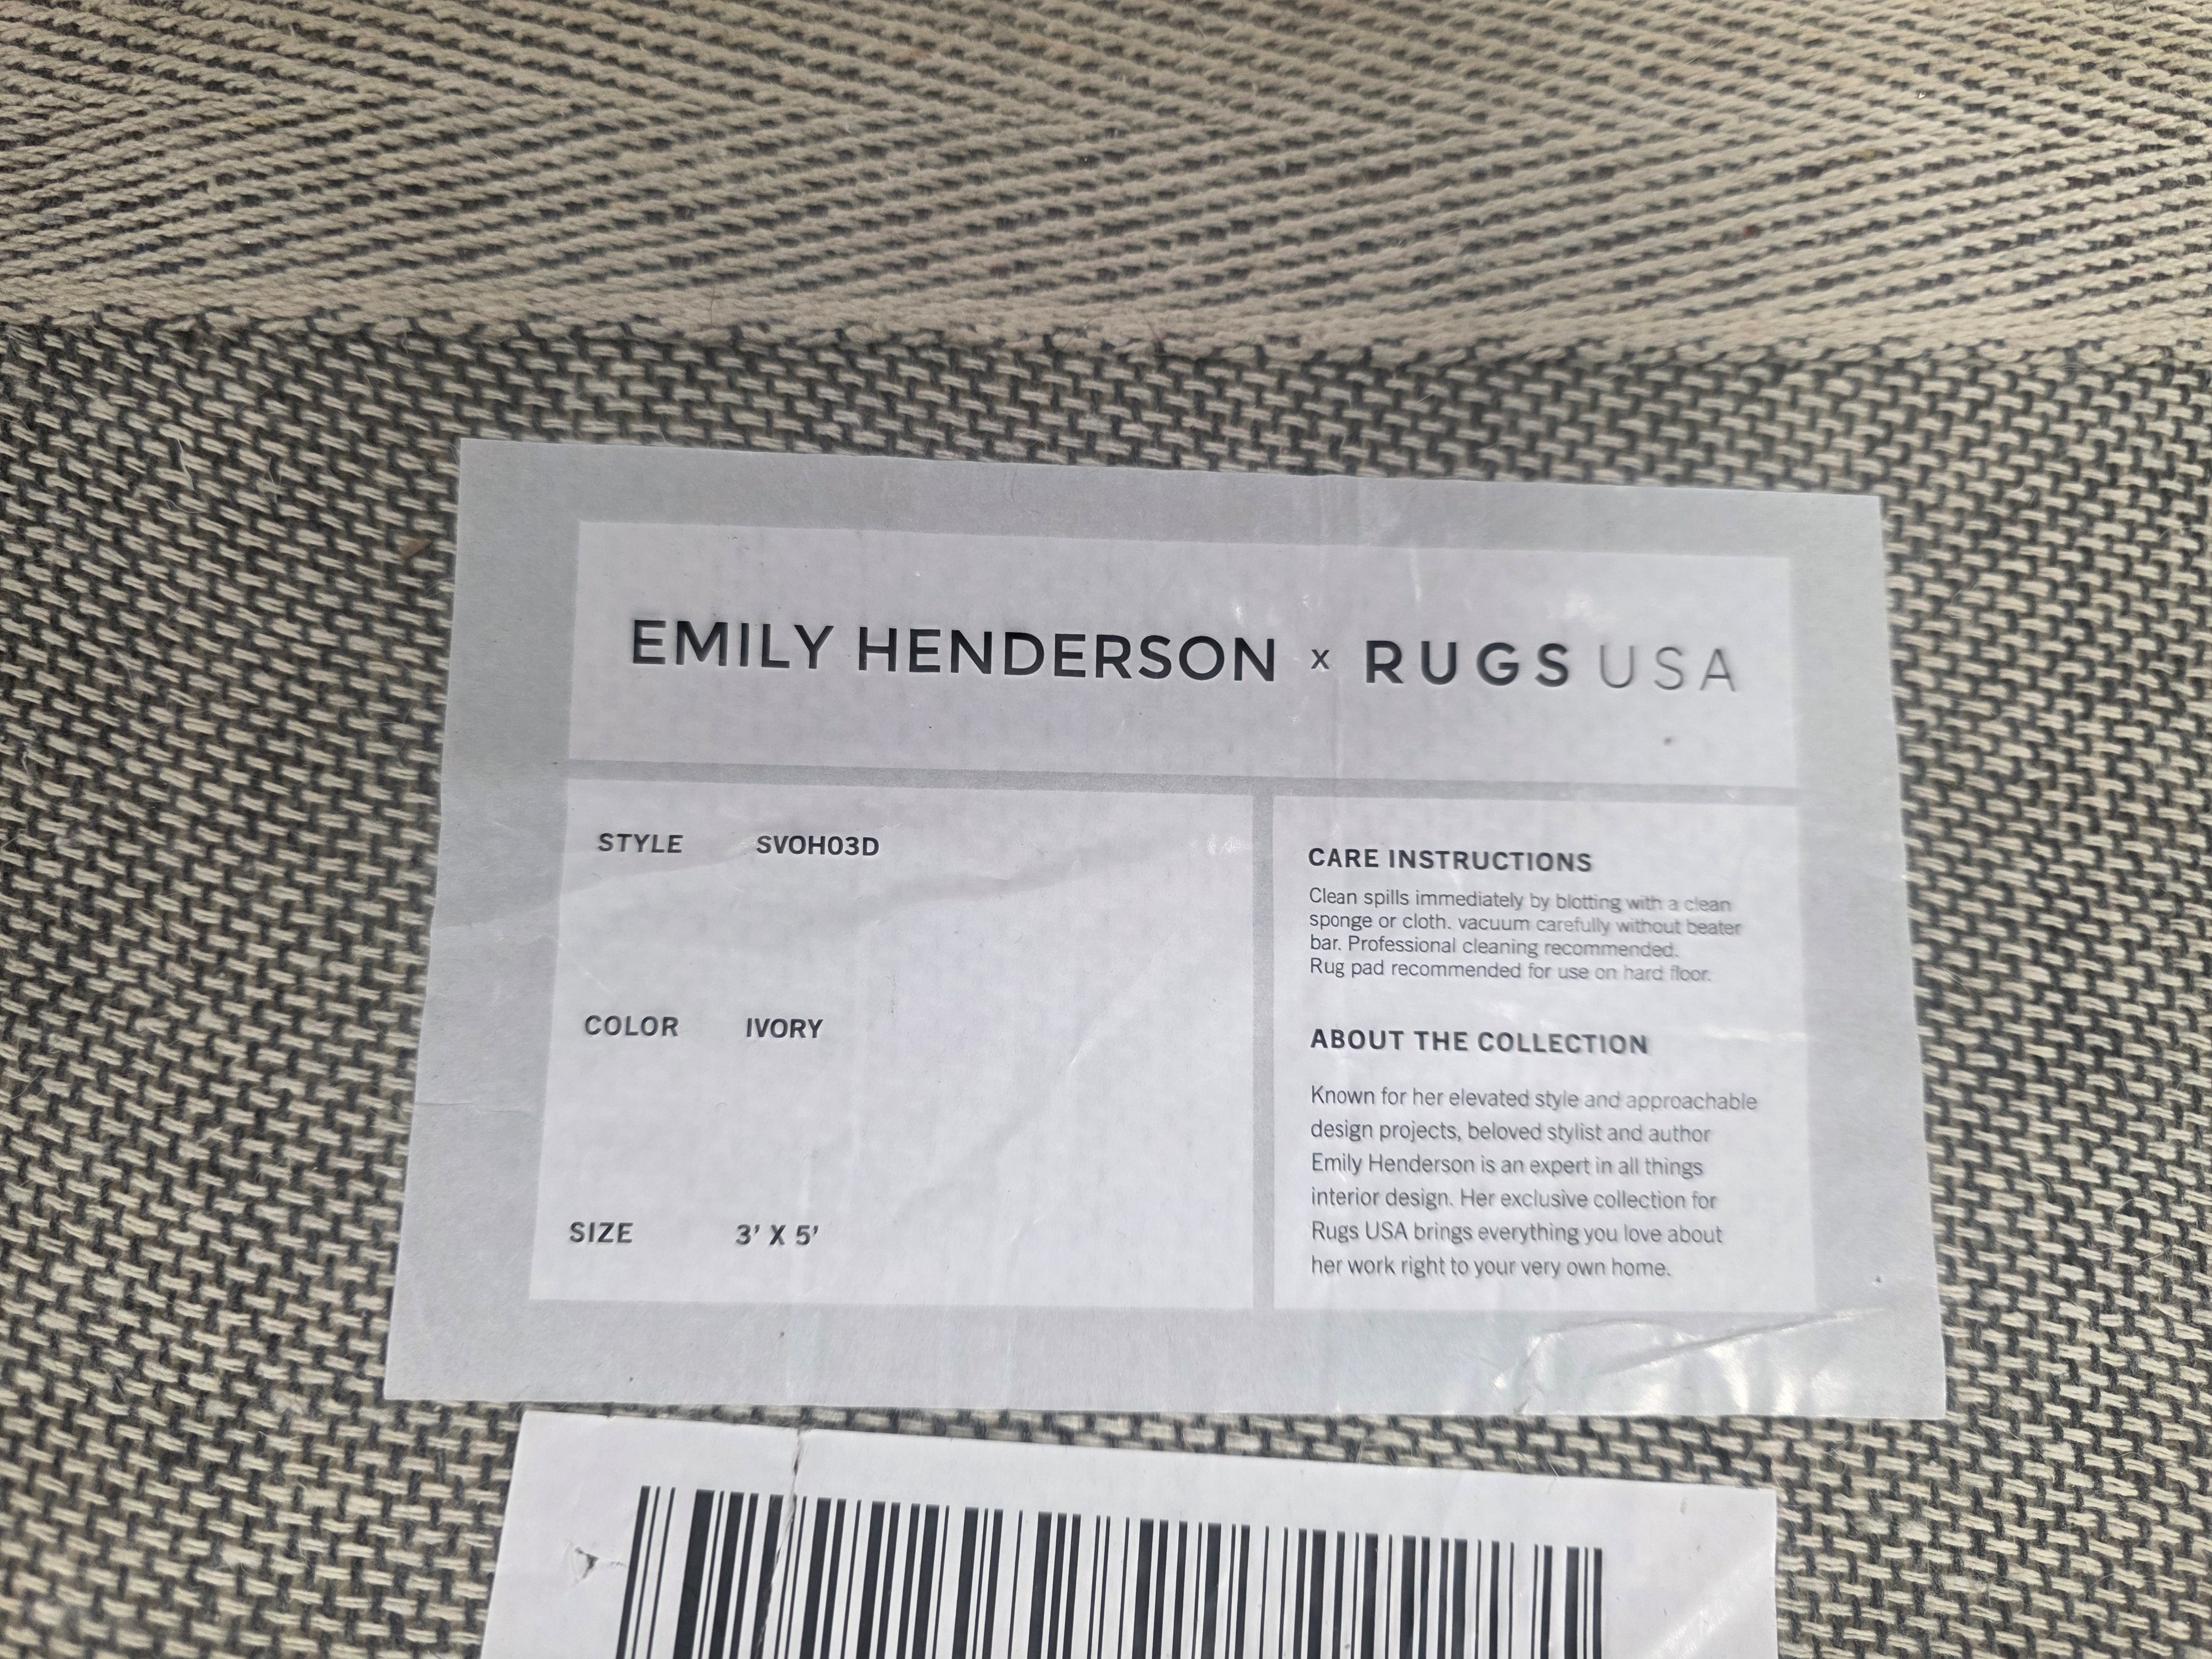 EMILY HENDERSON x RUGS USA
STYLE SVOH03D
COLOR IVORY
SIZE 3' X 5'
CARE INSTRUCTIONS
Clean spills immediately by blotting with a clean
sponge or cloth. vacuum carefully without beater
bar. Professional cleaning recommended.
Rug pad recommended for use on hard floor.
ABOUT THE COLLECTION
Known for her elevated style and approachable
design projects, beloved stylist and author
Emily Henderson is an expert in all things
interior design. Her exclusive collection for
Rugs USA brings everything you love about
her work right to your very own home.